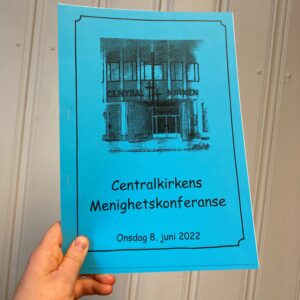 CENTRAL KIRKEN
Centralkirkens
Menighetskonferanse
Onsdag 8. juni 2022